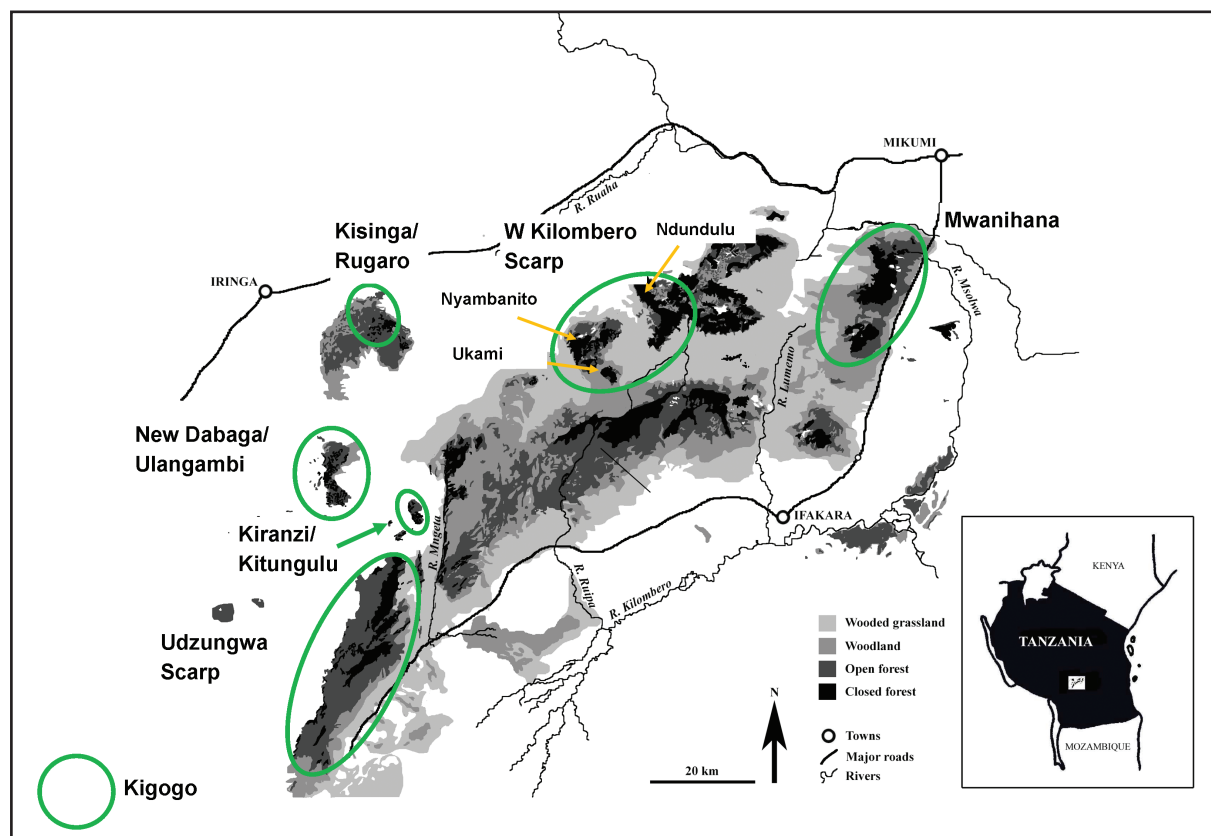 MIKUMI
R. Ruaha
Mwanihana
Kisinga/
Rugaro
W Kilombero
Scarp
Ndundulu
IRINGA
R. Msolwa
Nyambanito
Ukami
R. Lumemo
New Dabaga/
Ulangambi
Kiranzi/
Kitungulu
R. Mngeta
IFAKARA
R. Ruipa
R. Kilombero
Udzungwa
Scarp
Wooded grassland
Woodland
Open forest
Closed forest
N
Towns
Major roads
Rivers
20 km
KENYA
TANZANIA
MOZAMBIQUE
Kigogo